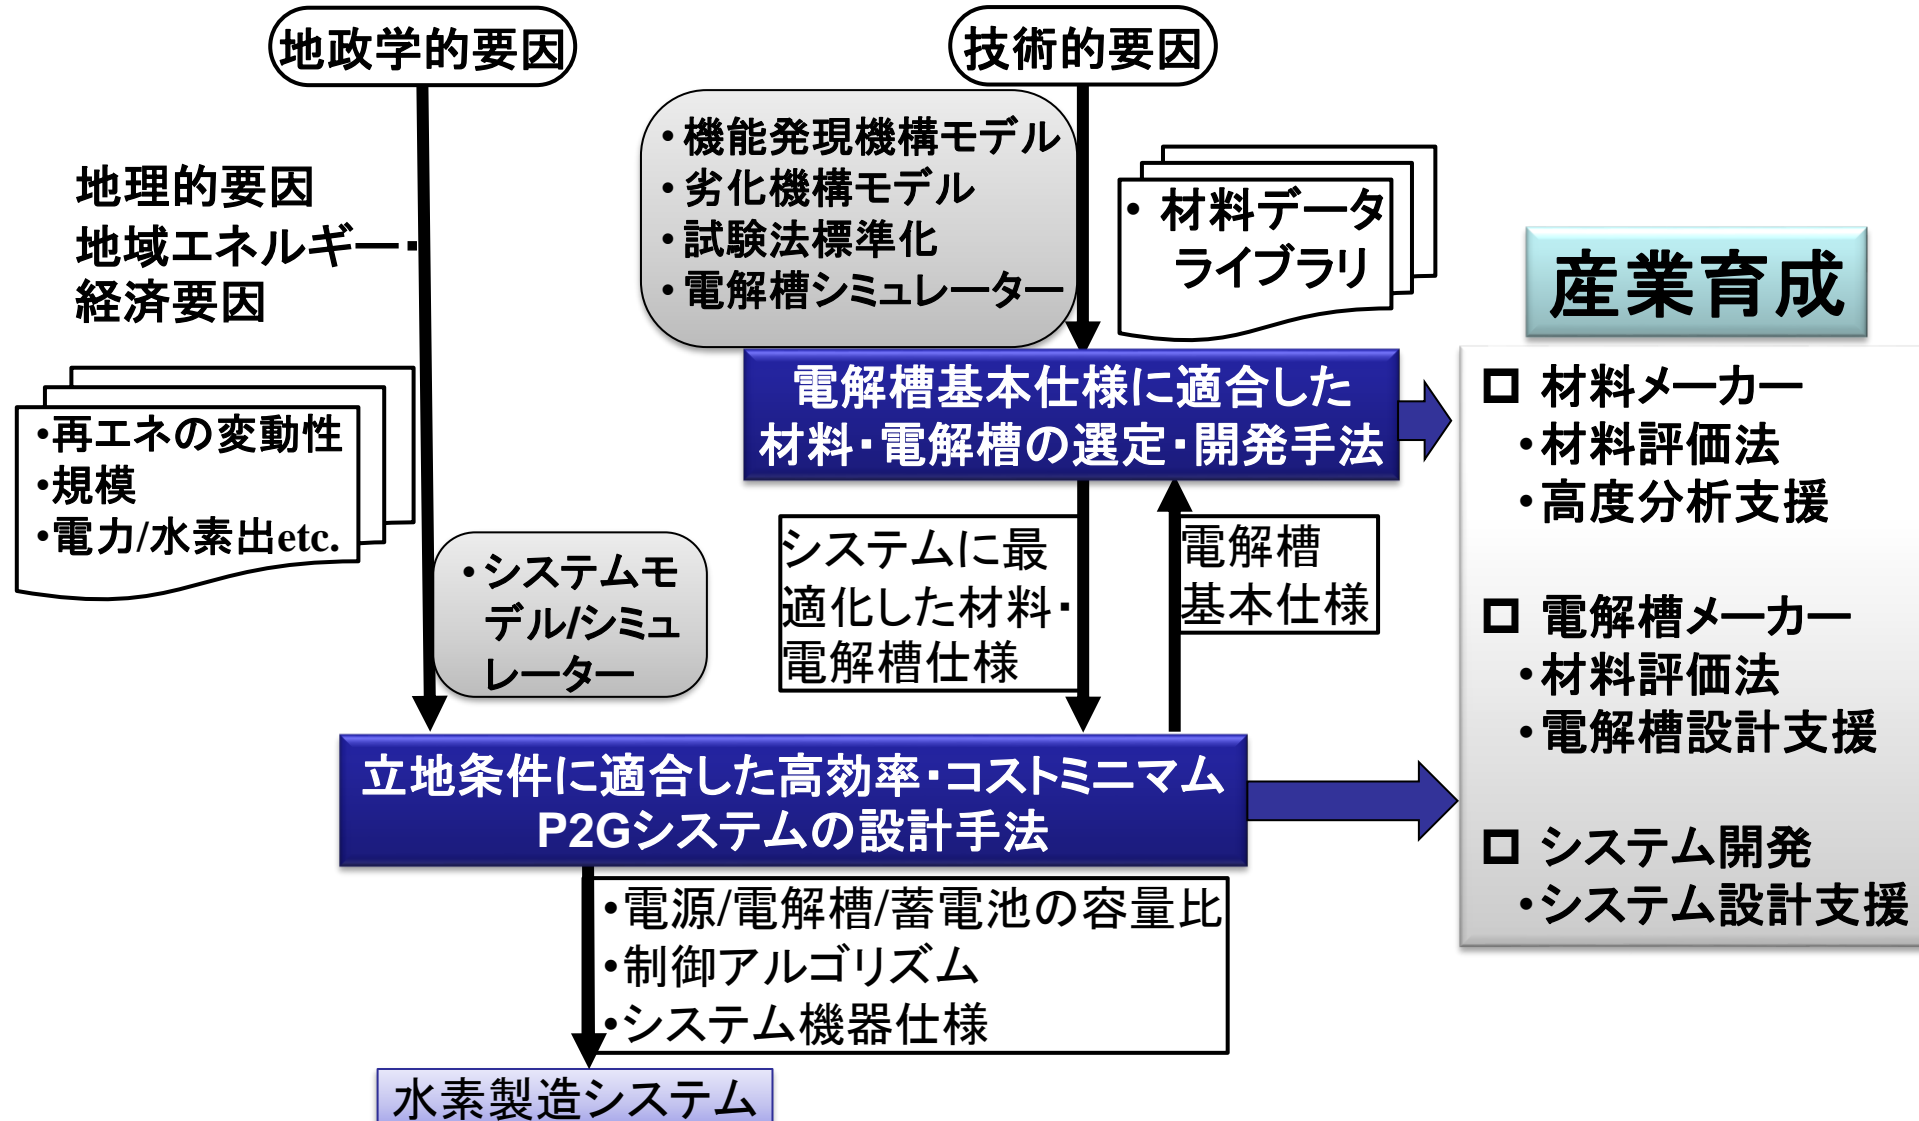 地政学的要因
地理的要因
地域エネルギー・
経済要因
・再エネの変動性
・規模
・電力/水素出etc.
・システムモ
デル/シミュ
レーター
技術的要因
・機能発現機構モデル
・劣化機構モデル
・試験法標準化
・電解槽シミュレーター
・材料データ
ライブラリ
電解槽基本仕様に適合した
材料・電解槽の選定・開発手法
システムに最
適化した材料・
電解槽仕様
電解槽
基本仕様
立地条件に適合した高効率・コストミニマム
P2Gシステムの設計手法
・電源/電解槽/蓄電池の容量比
・制御アルゴリズム
・システム機器仕様
水素製造システム
産業育成
□ 材料メーカー
・材料評価法
・高度分析支援
□ 電解槽メーカー
・材料評価法
・電解槽設計支援
□ システム開発
・システム設計支援